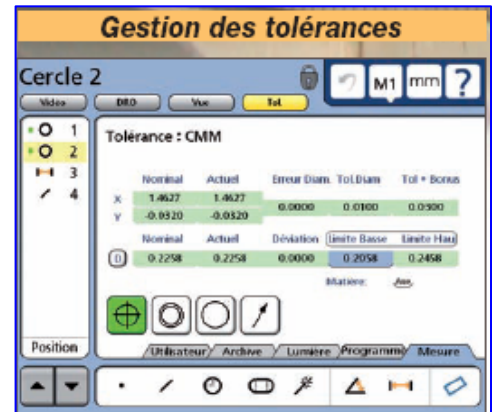 Gestion des tolérances
Cercle 2
M1 mm ?
Video DRO Vue Tol.
1
2
3
4
Position
Tolérance : CMM
Nominal Actuel Erreur Diam. Tol.Diam Tol + Bonus
X 1.4627 1.4627 0.0000 0.0100 0.0300
Y -0.0320 -0.0320
Nominal Actuel Déviation Limite Basse Limite Hau
D 0.2258 0.2258 0.0000 0.2058 0.2458
Matière:
Utilisateur Archive Lumière Programme Mesure